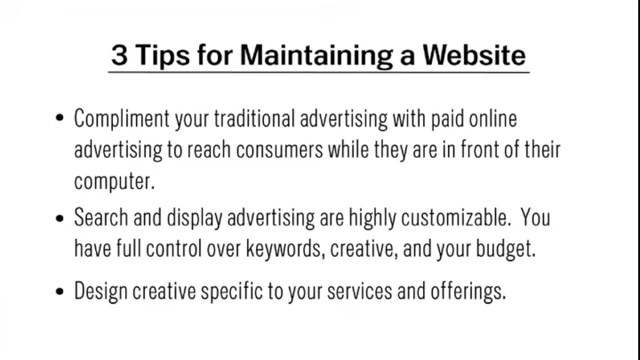 3 Tips for Maintaining a Website
• Compliment your traditional advertising with paid online
advertising to reach consumers while they are in front of their
computer.
• Search and display advertising are highly customizable. You
have full control over keywords, creative, and your budget.
• Design creative specific to your services and offerings.